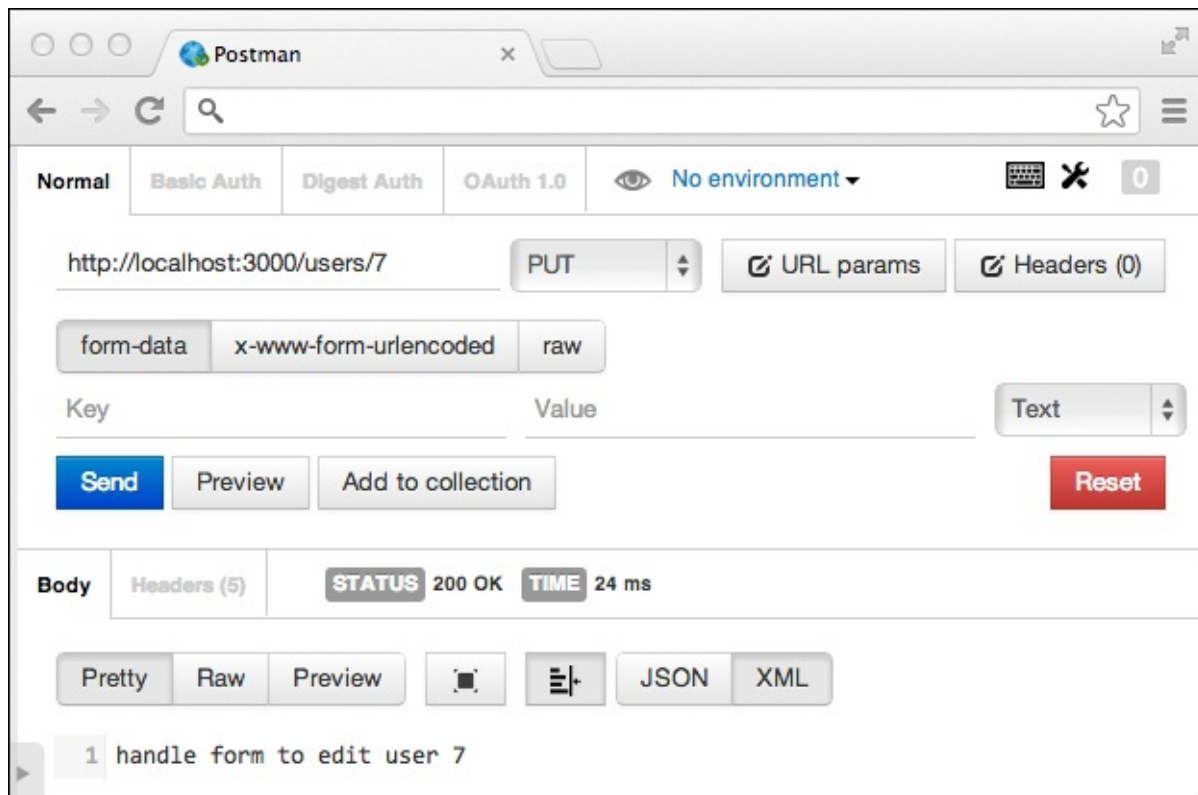 Postman
Normal Basic Auth Digest Auth OAuth 1.0 No environment 0
http://localhost:3000/users/7 PUT URL params Headers (0)
form-data x-www-form-urlencoded raw
Key Value Text
Send Preview Add to collection Reset
Body Headers (5) STATUS 200 OK TIME 24 ms
Pretty Raw Preview JSON XML
1 handle form to edit user 7